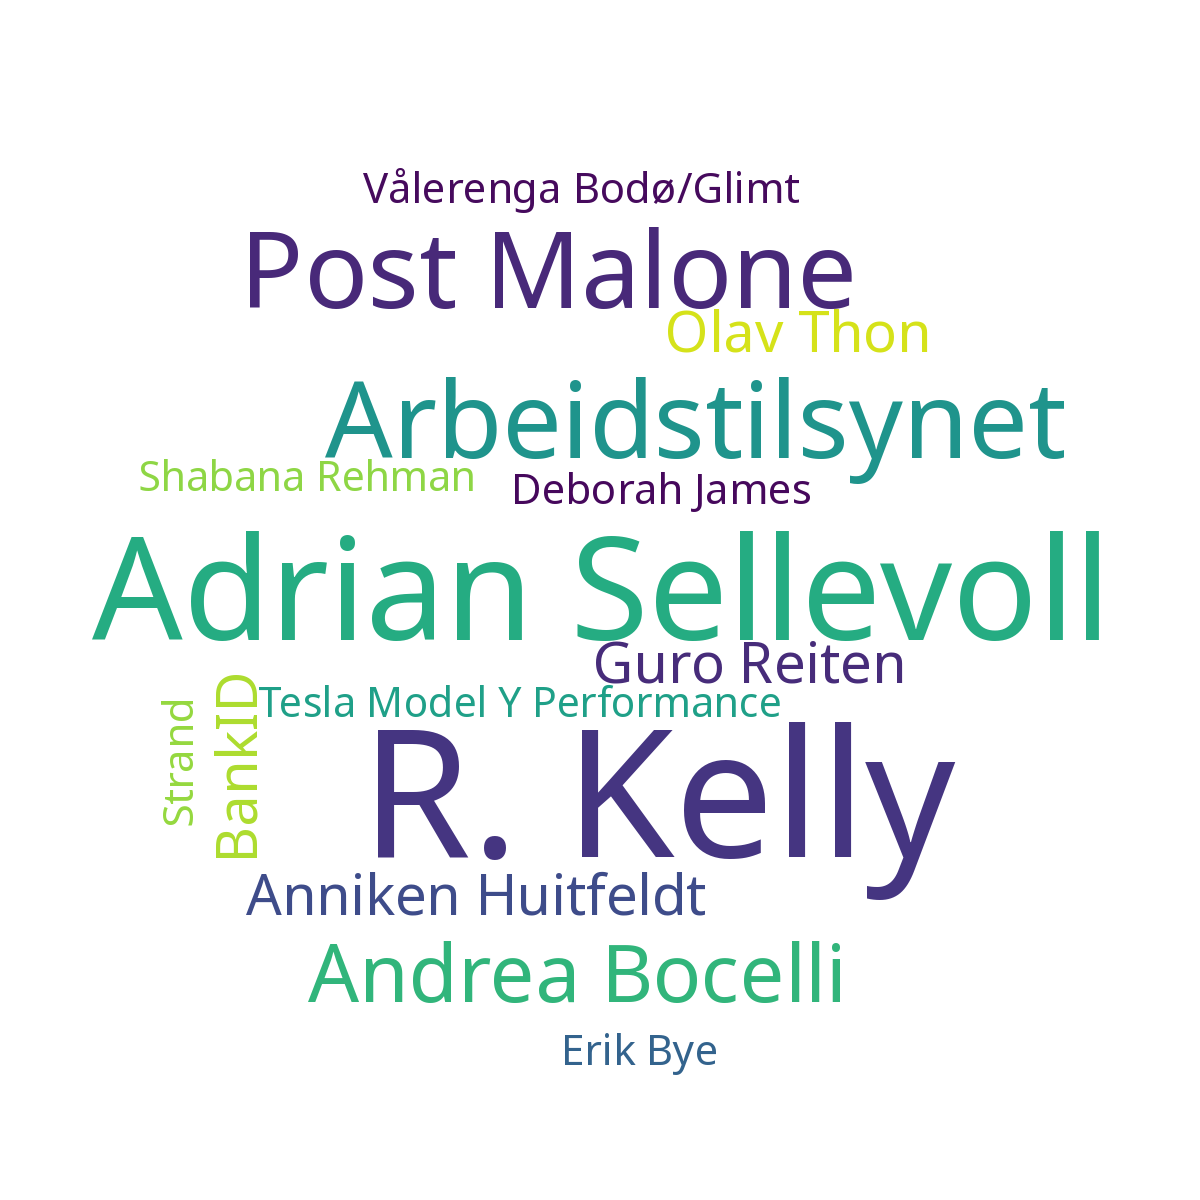 Vålerenga Bodø/Glimt
Post Malone
Olav Thon
Arbeidstilsynet
Shabana Rehman
Deborah James
Adrian Sellevoll
Guro Reiten
Tesla Model Y Performance
Strand
BankID
R. Kelly
Anniken Huitfeldt
Andrea Bocelli
Erik Bye